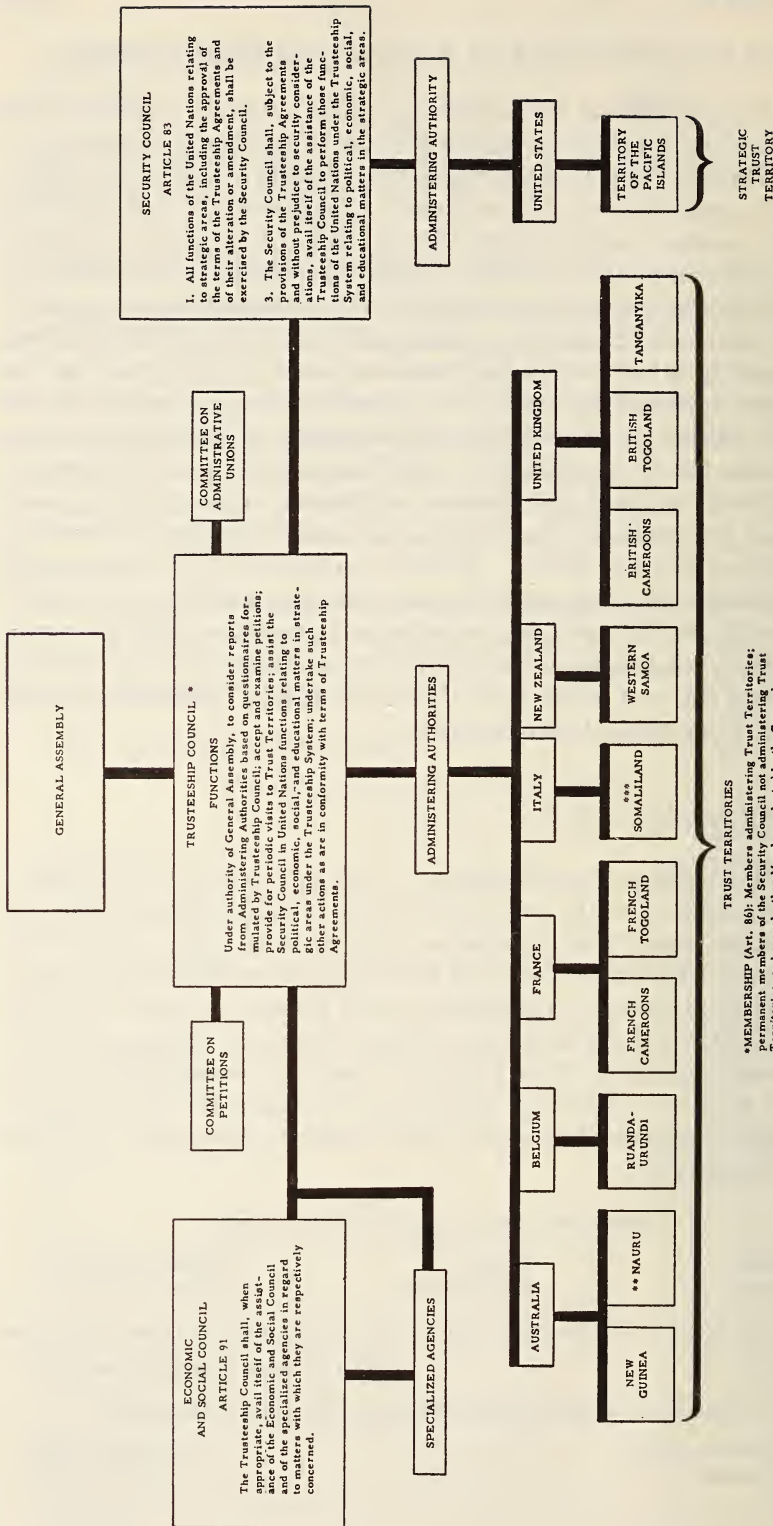 GENERAL ASSEMBLY
SECURITY COUNCIL
ARTICLE 83
1. All functions of the United Nations relating
to strategic areas, including the approval of
the terms of the Trusteeship Agreements and
of their alteration or amendment, shall be
exercised by the Security Council.
3. The Security Council shall, subject to the
provisions of the Trusteeship Agreements
and without prejudice to security consider-
ations, avail itself of the assistance of the
Trusteeship Council to perform those func-
tions of the United Nations under the Trusteeship
System relating to political, economic, social,
and educational matters in the strategic areas.
COMMITTEE ON
PETITIONS
TRUSTEESHIP COUNCIL *
FUNCTIONS
Under authority of General Assembly, to consider reports
from Administering Authorities based on questionnaires for-
mulated by Trusteeship Council; accept and examine petitions;
provide for periodic visits to Trust Territories; assist the
Security Council in United Nations functions relating to
political, economic, social, and educational matters in strate-
gic areas under the Trusteeship System; undertake such
other actions as are in conformity with terms of Trusteeship
Agreements.
COMMITTEE ON
ADMINISTRATIVE
UNIONS
ECONOMIC
AND SOCIAL COUNCIL
ARTICLE 91
The Trusteeship Council shall, when
appropriate, avail itself of the assist-
ance of the Economic and Social Council
and of the specialized agencies in regard
to matters with which they are respectively
concerned.
SPECIALIZED AGENCIES
ADMINISTERING AUTHORITIES
ADMINISTERING AUTHORITY
AUSTRALIA
BELGIUM
FRANCE
ITALY
NEW ZEALAND
UNITED KINGDOM
UNITED STATES
NEW
GUINEA
** NAURU
RUANDA-
URUNDI
FRENCH
CAMEROONS
FRENCH
TOGOLAND
***
SOMALILAND
WESTERN
SAMOA
BRITISH
CAMEROONS
BRITISH
TOGOLAND
TANGANYIKA
TERRITORY
OF THE
PACIFIC
ISLANDS
TRUST TERRITORIES
STRATEGIC
TRUST
TERRITORY
*MEMBERSHIP (Art. 86): Members administering Trust Territories;
permanent members of the Security Council not administering Trust